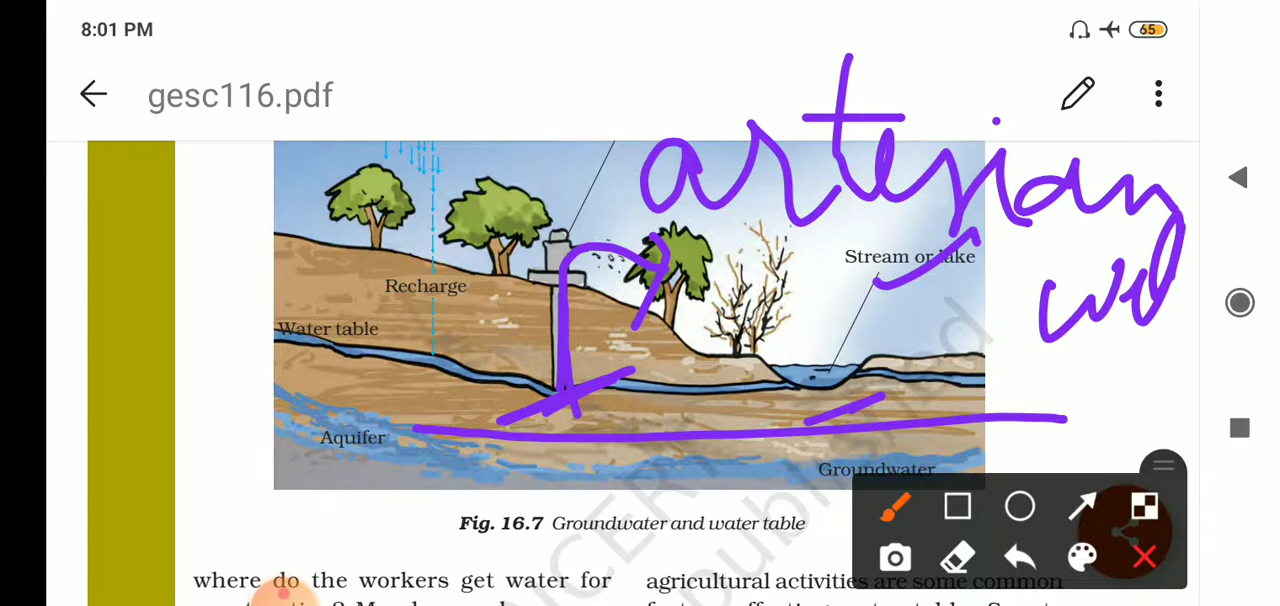 8:01 PM
65
gesc116.pdf
artesian
well
Stream or lake
Recharge
Water table
Aquifer
Groundwater
Fig. 16.7 Groundwater and water table
where do the workers get water for
agricultural activities are some common